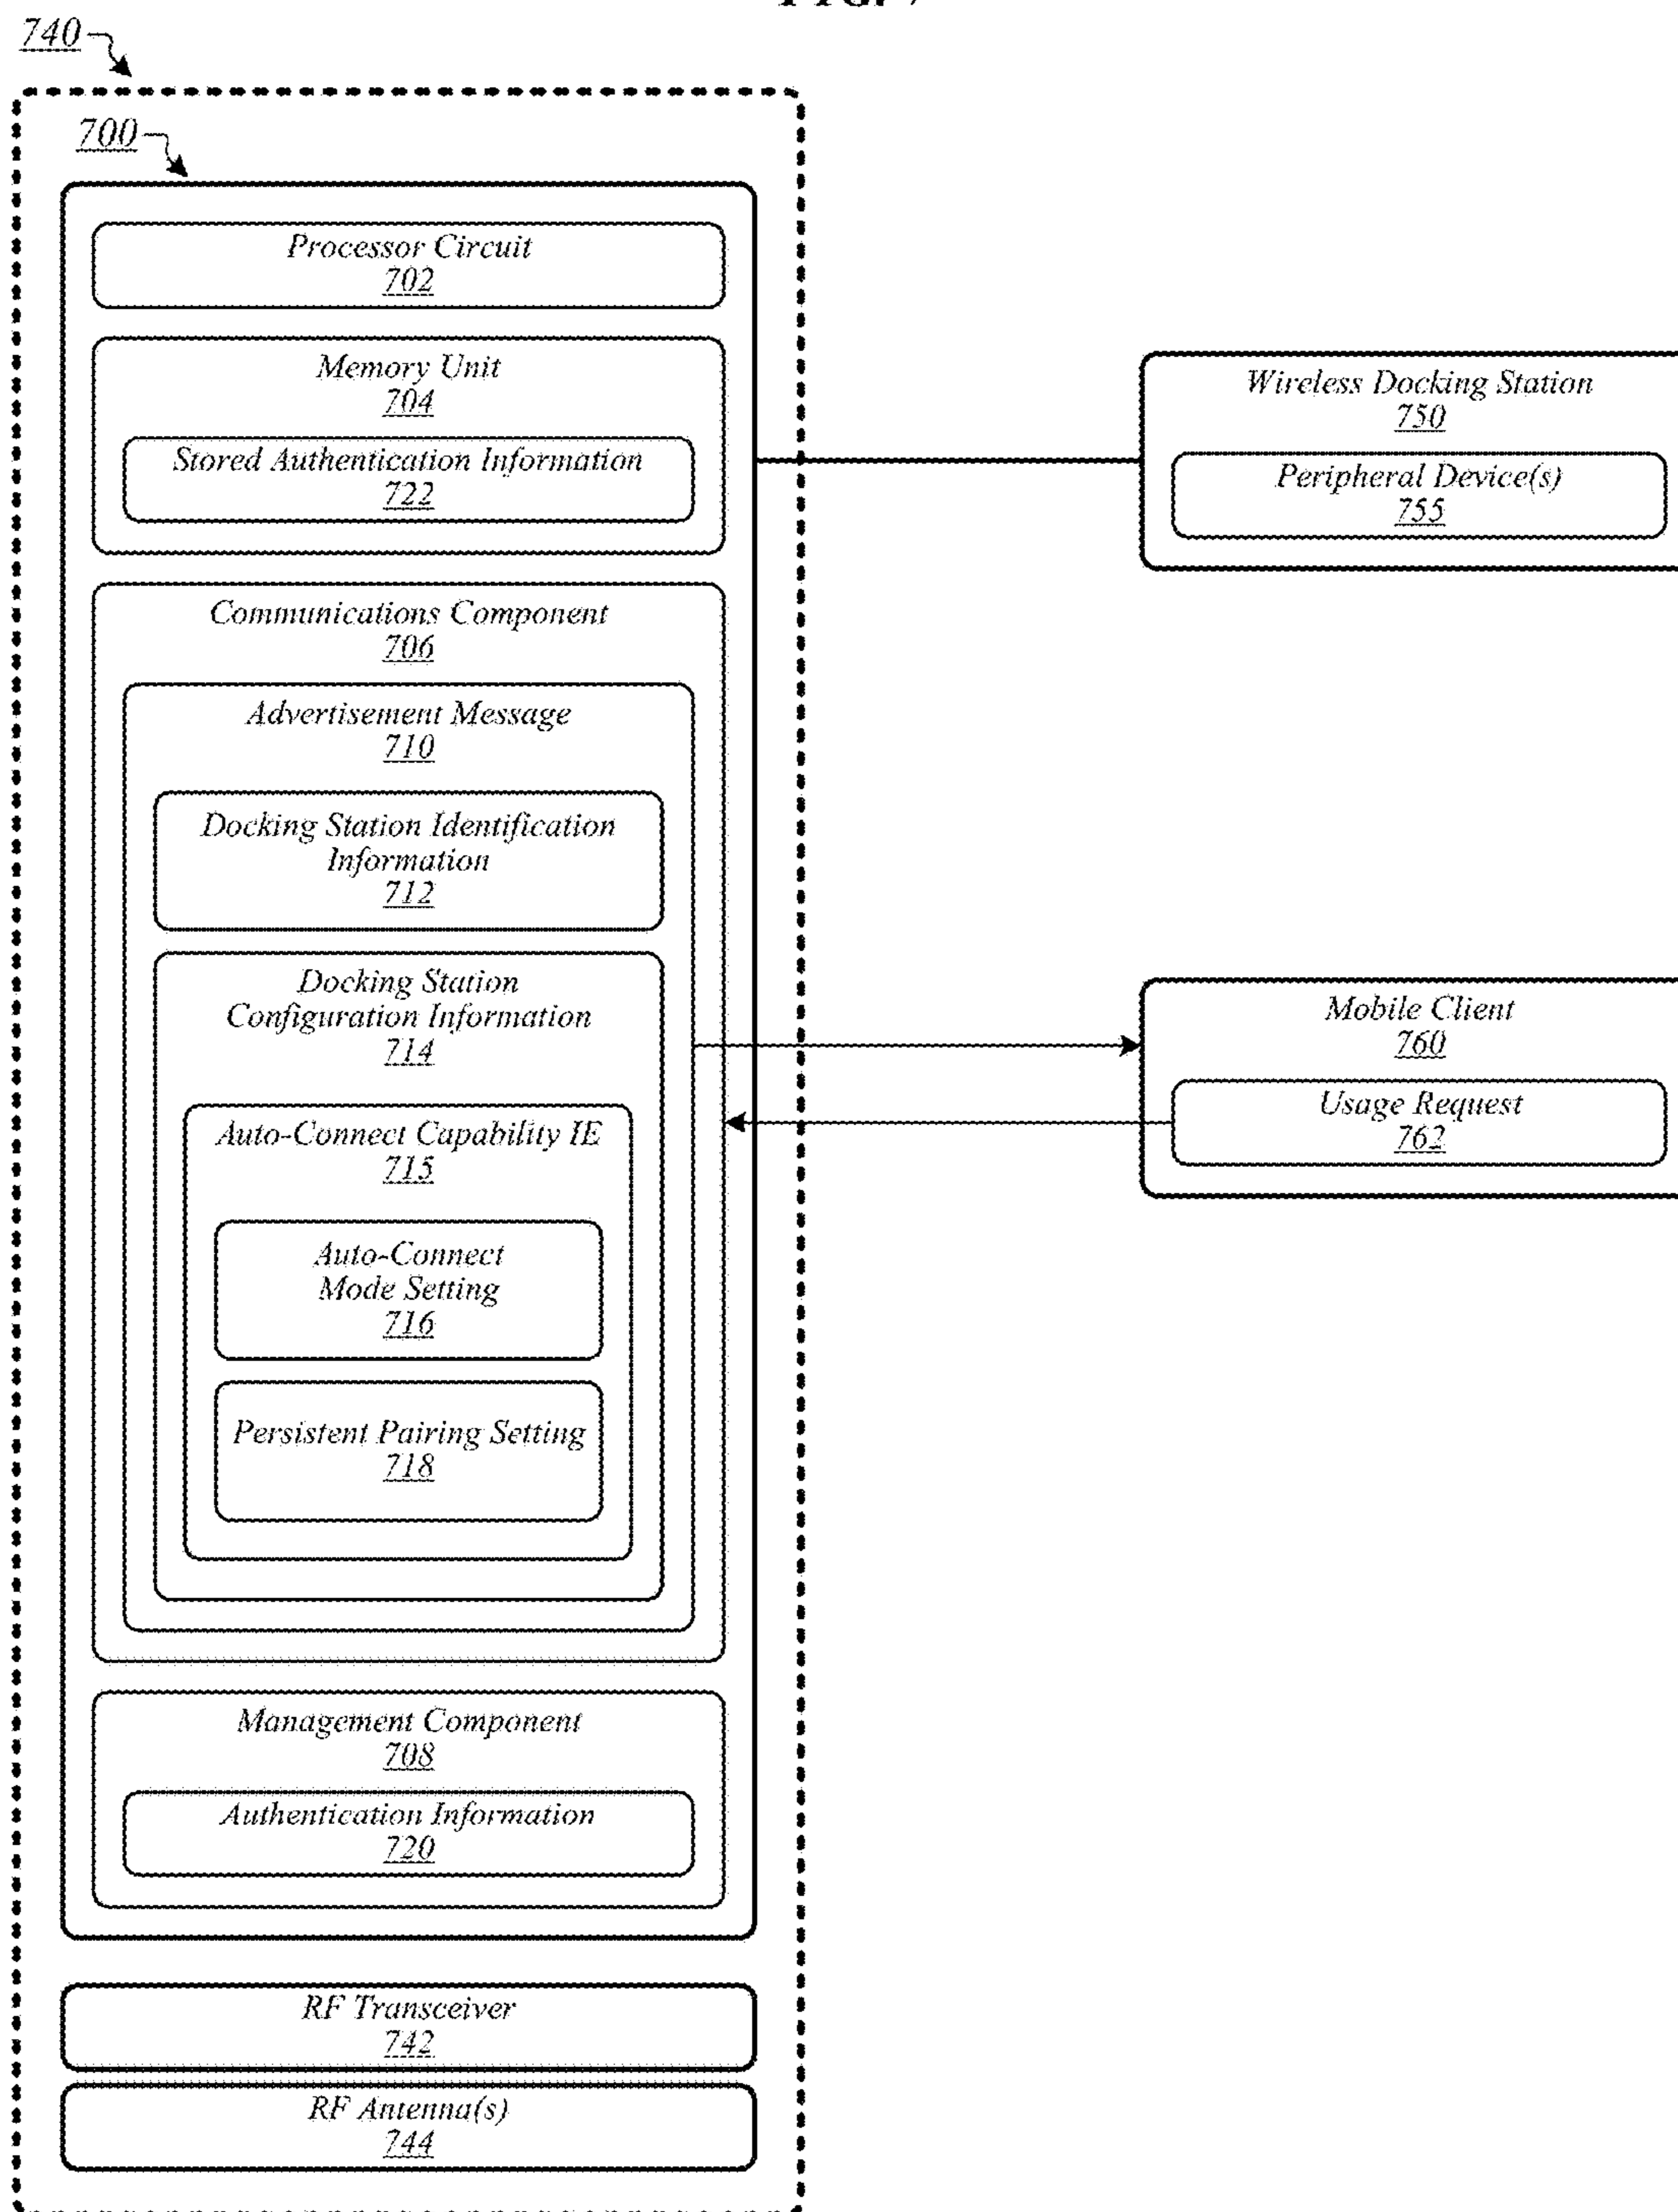 740
700
Processor Circuit
702
Memory Unit
704
Stored Authentication Information
722
Wireless Docking Station
750
Peripheral Device(s)
755
Communications Component
706
Advertisement Message
710
Docking Station Identification
Information
712
Docking Station
Configuration Information
714
Mobile Client
760
Usage Request
762
Auto-Connect Capability IE
715
Auto-Connect
Mode Setting
716
Persistent Pairing Setting
718
Management Component
708
Authentication Information
720
RF Transceiver
742
RF Antenna(s)
744